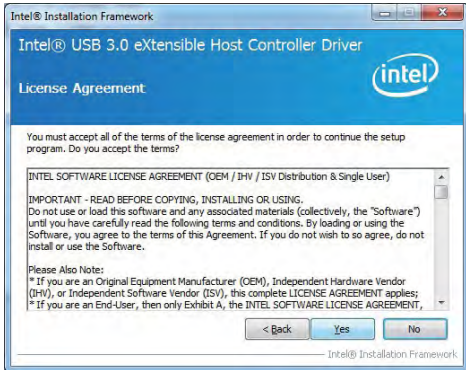 Intel® Installation Framework
Intel® USB 3.0 eXtensible Host Controller Driver
License Agreement
intel
You must accept all of the terms of the license agreement in order to continue the setup
program. Do you accept the terms?
INTEL SOFTWARE LICENSE AGREEMENT (OEM / IHV / ISV Distribution & Single User)
IMPORTANT - READ BEFORE COPYING, INSTALLING OR USING.
Do not use or load this software and any associated materials (collectively, the "Software")
until you have carefully read the following terms and conditions. By loading or using the
Software, you agree to the terms of this Agreement. If you do not wish to so agree, do not
install or use the Software.
Please Also Note:
* If you are an Original Equipment Manufacturer (OEM), Independent Hardware Vendor
(IHV), or Independent Software Vendor (ISV), this complete LICENSE AGREEMENT applies;
* If you are an End-User, then only Exhibit A, the INTEL SOFTWARE LICENSE AGREEMENT,
< Back Yes No
Intel® Installation Framework